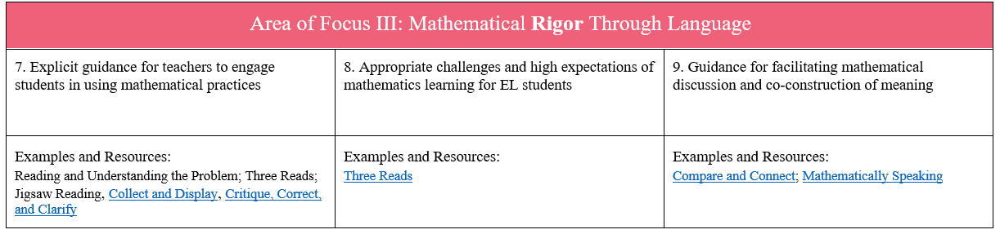 Area of Focus III: Mathematical Rigor Through Language
7. Explicit guidance for teachers to engage
students in using mathematical practices
8. Appropriate challenges and high expectations of
mathematics learning for EL students
9. Guidance for facilitating mathematical
discussion and co-construction of meaning
Examples and Resources:
Reading and Understanding the Problem; Three Reads;
Jigsaw Reading, Collect and Display, Critique, Correct,
and Clarify
Examples and Resources:
Three Reads
Examples and Resources:
Compare and Connect; Mathematically Speaking